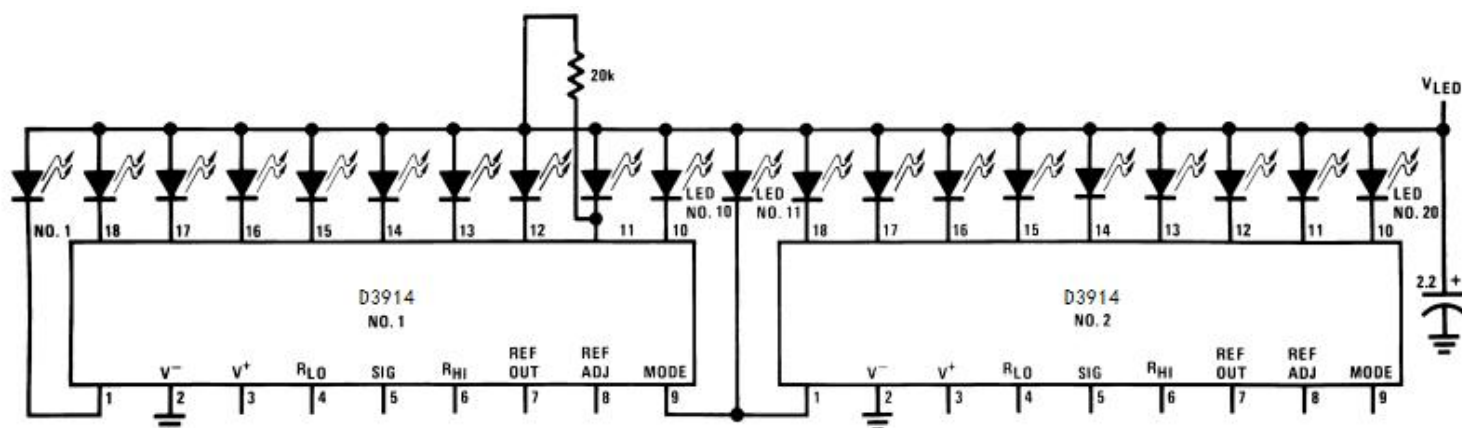 20k
VLED
LED
NO. 10
LED
NO. 11
LED
NO. 20
NO. 1
18 17 16 15 14 13 12 11 10
18 17 16 15 14 13 12 11 10
2.2 +
D3914
NO. 1
D3914
NO. 2
V− V+ RLO SIG RHI REF OUT REF ADJ MODE
V− V+ RLO SIG RHI REF OUT REF ADJ MODE
1 2 3 4 5 6 7 8 9
1 2 3 4 5 6 7 8 9